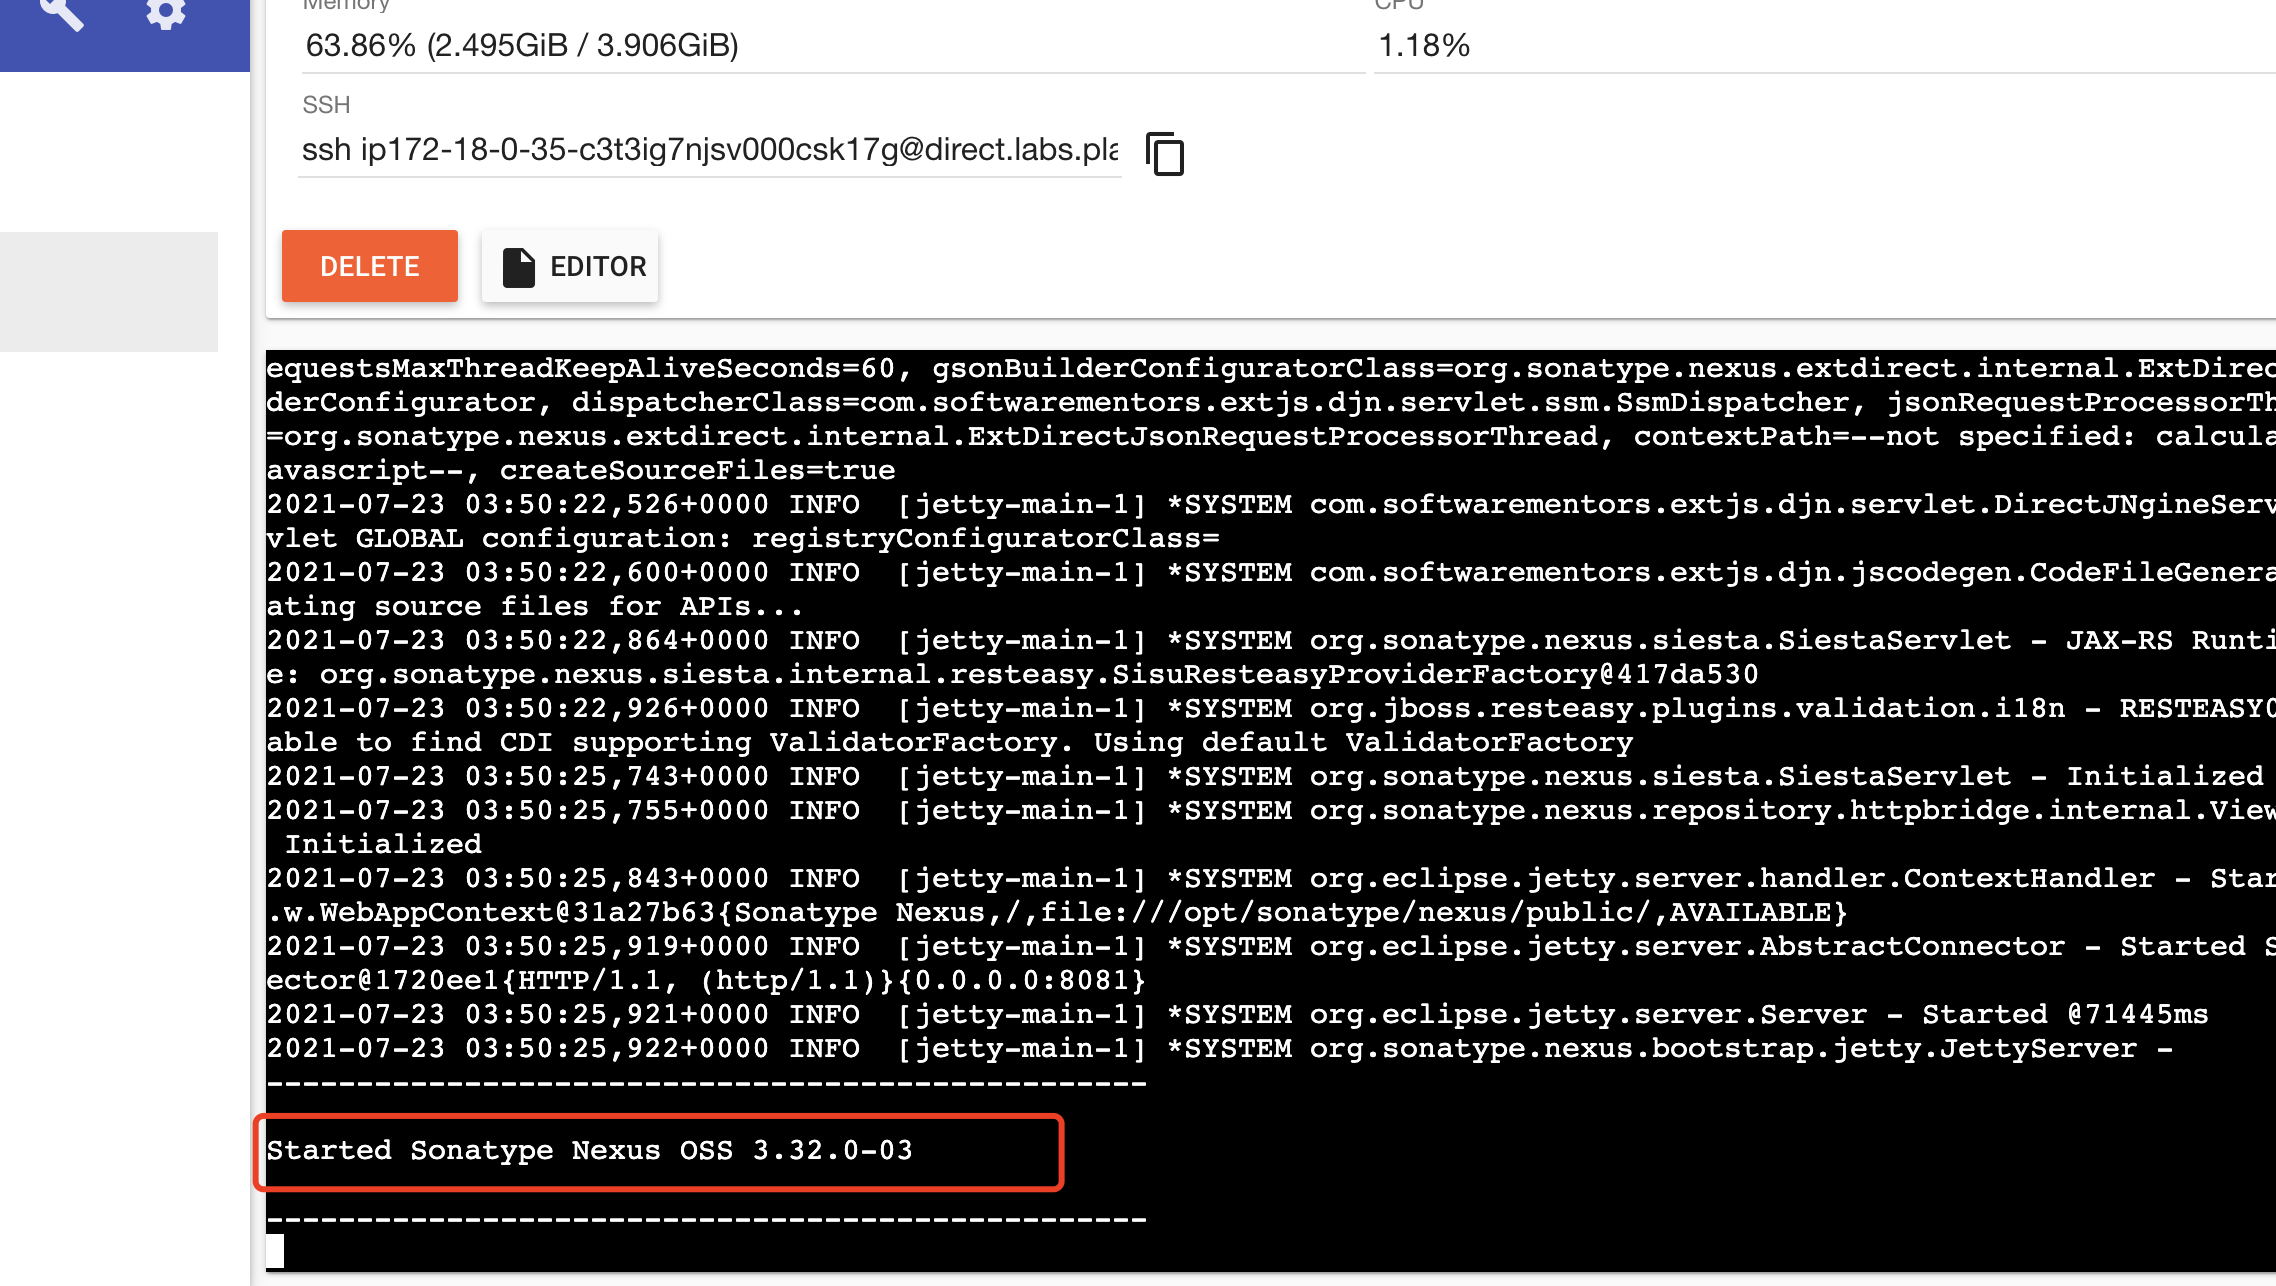 Memory
CPU
63.86% (2.495GiB / 3.906GiB)
1.18%
SSH
ssh ip172-18-0-35-c3t3ig7njsv000csk17g@direct.labs.pla
DELETE
EDITOR
equestsMaxThreadKeepAliveSeconds=60, gsonBuilderConfiguratorClass=org.sonatype.nexus.extdirect.internal.ExtDirec
derConfigurator, dispatcherClass=com.softwarementors.extjs.djn.servlet.ssm.SsmDispatcher, jsonRequestProcessorTh
=org.sonatype.nexus.extdirect.internal.ExtDirectJsonRequestProcessorThread, contextPath=--not specified: calcula
avascript--, createSourceFiles=true
2021-07-23 03:50:22,526+0000 INFO  [jetty-main-1] *SYSTEM com.softwarementors.extjs.djn.servlet.DirectJNgineServ
vlet GLOBAL configuration: registryConfiguratorClass=
2021-07-23 03:50:22,600+0000 INFO  [jetty-main-1] *SYSTEM com.softwarementors.extjs.djn.jscodegen.CodeFileGenera
ating source files for APIs...
2021-07-23 03:50:22,864+0000 INFO  [jetty-main-1] *SYSTEM org.sonatype.nexus.siesta.SiestaServlet - JAX-RS Runti
e: org.sonatype.nexus.siesta.internal.resteasy.SisuResteasyProviderFactory@417da530
2021-07-23 03:50:22,926+0000 INFO  [jetty-main-1] *SYSTEM org.jboss.resteasy.plugins.validation.i18n - RESTEASY0
able to find CDI supporting ValidatorFactory. Using default ValidatorFactory
2021-07-23 03:50:25,743+0000 INFO  [jetty-main-1] *SYSTEM org.sonatype.nexus.siesta.SiestaServlet - Initialized
2021-07-23 03:50:25,755+0000 INFO  [jetty-main-1] *SYSTEM org.sonatype.nexus.repository.httpbridge.internal.View
Initialized
2021-07-23 03:50:25,843+0000 INFO  [jetty-main-1] *SYSTEM org.eclipse.jetty.server.handler.ContextHandler - Star
.w.WebAppContext@31a27b63{Sonatype Nexus,/,file:///opt/sonatype/nexus/public/,AVAILABLE}
2021-07-23 03:50:25,919+0000 INFO  [jetty-main-1] *SYSTEM org.eclipse.jetty.server.AbstractConnector - Started S
ector@1720ee1{HTTP/1.1, (http/1.1)}{0.0.0.0:8081}
2021-07-23 03:50:25,921+0000 INFO  [jetty-main-1] *SYSTEM org.eclipse.jetty.server.Server - Started @71445ms
2021-07-23 03:50:25,922+0000 INFO  [jetty-main-1] *SYSTEM org.sonatype.nexus.bootstrap.jetty.JettyServer -
-------------------------------------------------
Started Sonatype Nexus OSS 3.32.0-03
-------------------------------------------------